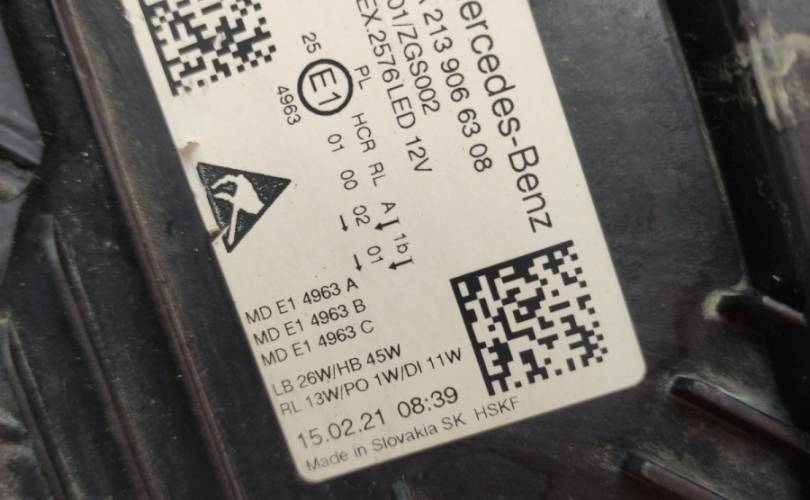 ercedes-Benz
213 906 63 08
01/ZGS002
EX.2576 LED 12V
25
E1
4963
PL HCR RL A 1b
01 00 02 01
↓ ↓
MD E1 4963 A
MD E1 4963 B
MD E1 4963 C
LB 26W/HB 45W
RL 13W/PO 1W/DI 11W
15.02.21 08:39
Made in Slovakia SK HSKF